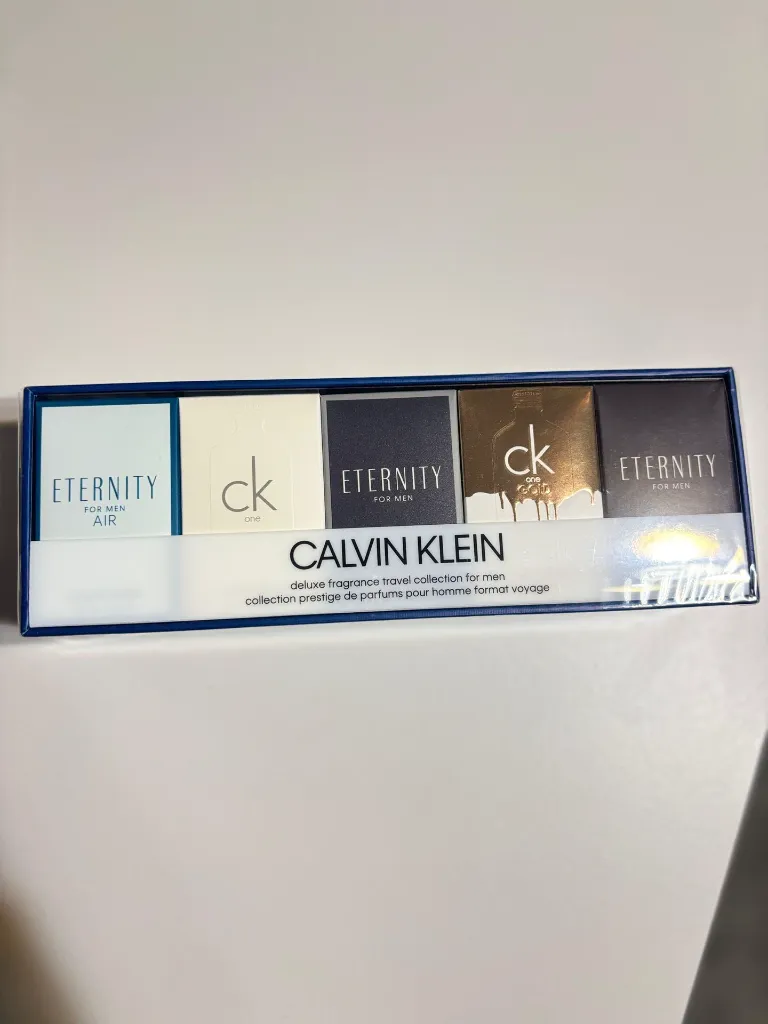 ETERNITY
FOR MEN
AIR
ck
one
ETERNITY
FOR MEN
ck
one
GOLD
ETERNITY
FOR MEN
CALVIN KLEIN
deluxe fragrance travel collection for men
collection prestige de parfums pour homme format voyage